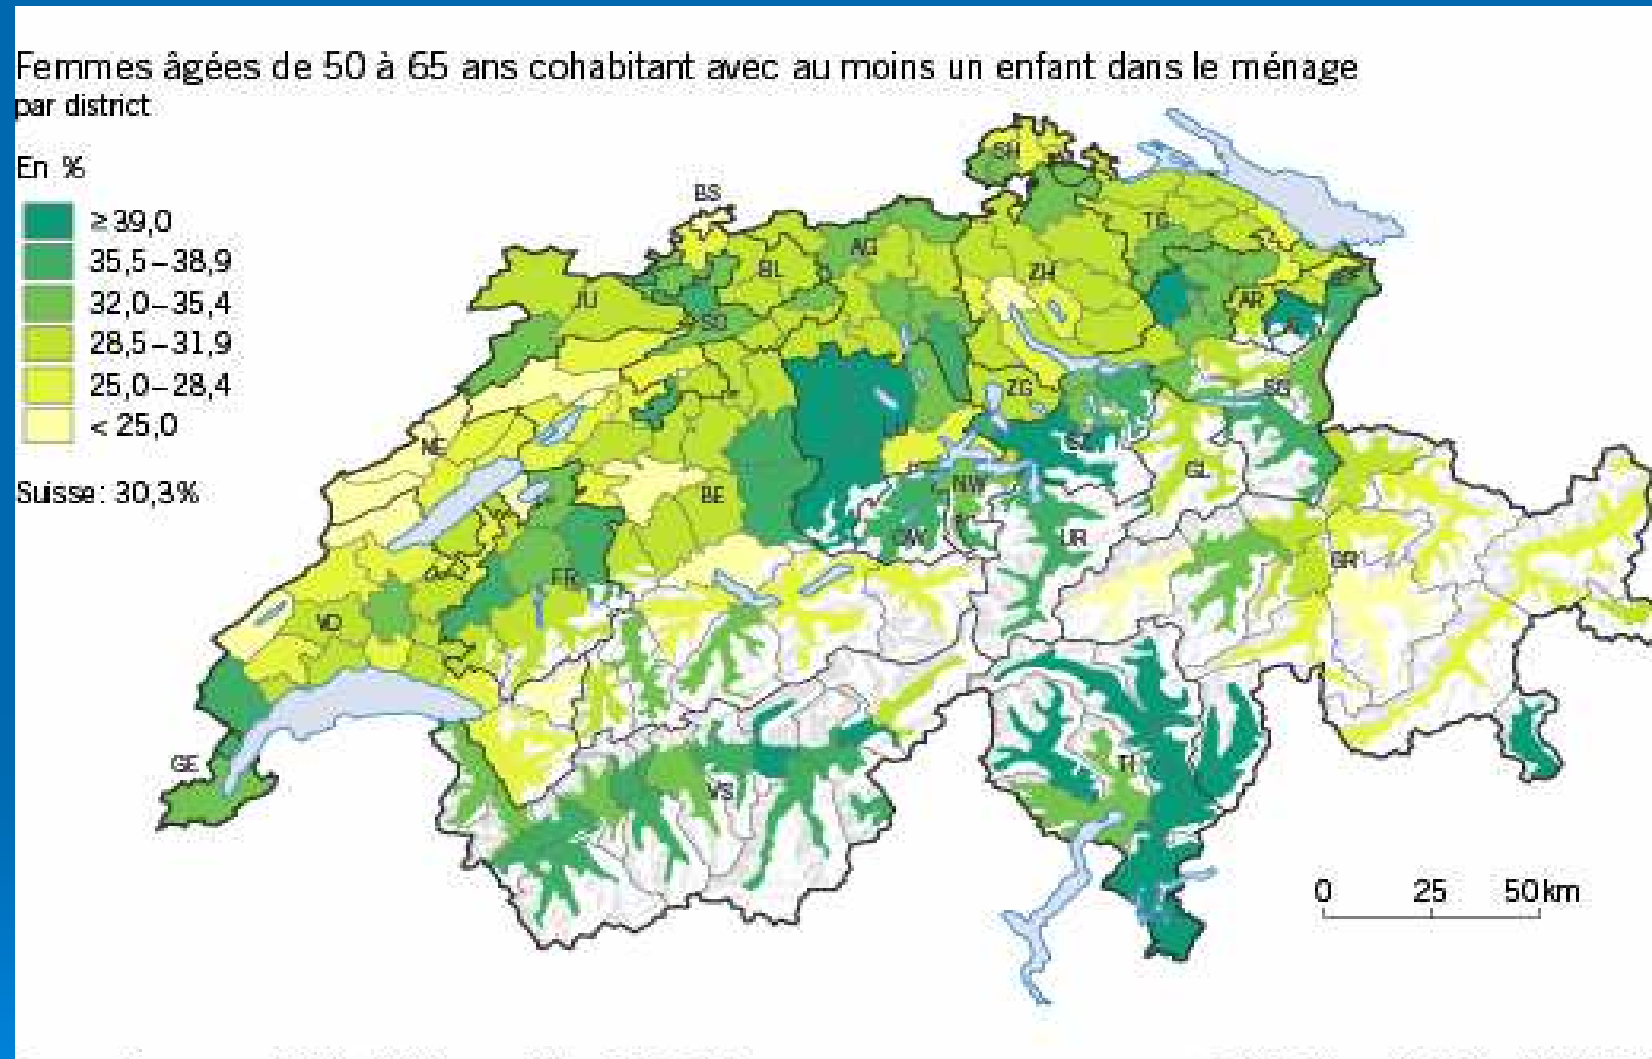 Femmes âgées de 50 à 65 ans cohabitant avec au moins un enfant dans le ménage
par district
En %
≥ 39,0
35,5–38,9
32,0–35,4
28,5–31,9
25,0–28,4
< 25,0
Suisse: 30,3%
SH
BS
TG
AG
BL
ZH
JU
AR
SO
ZG
SG
NE
SZ
GL
NW
BE
OW
UR
GR
FR
VD
GE
TI
VS
0 25 50 km